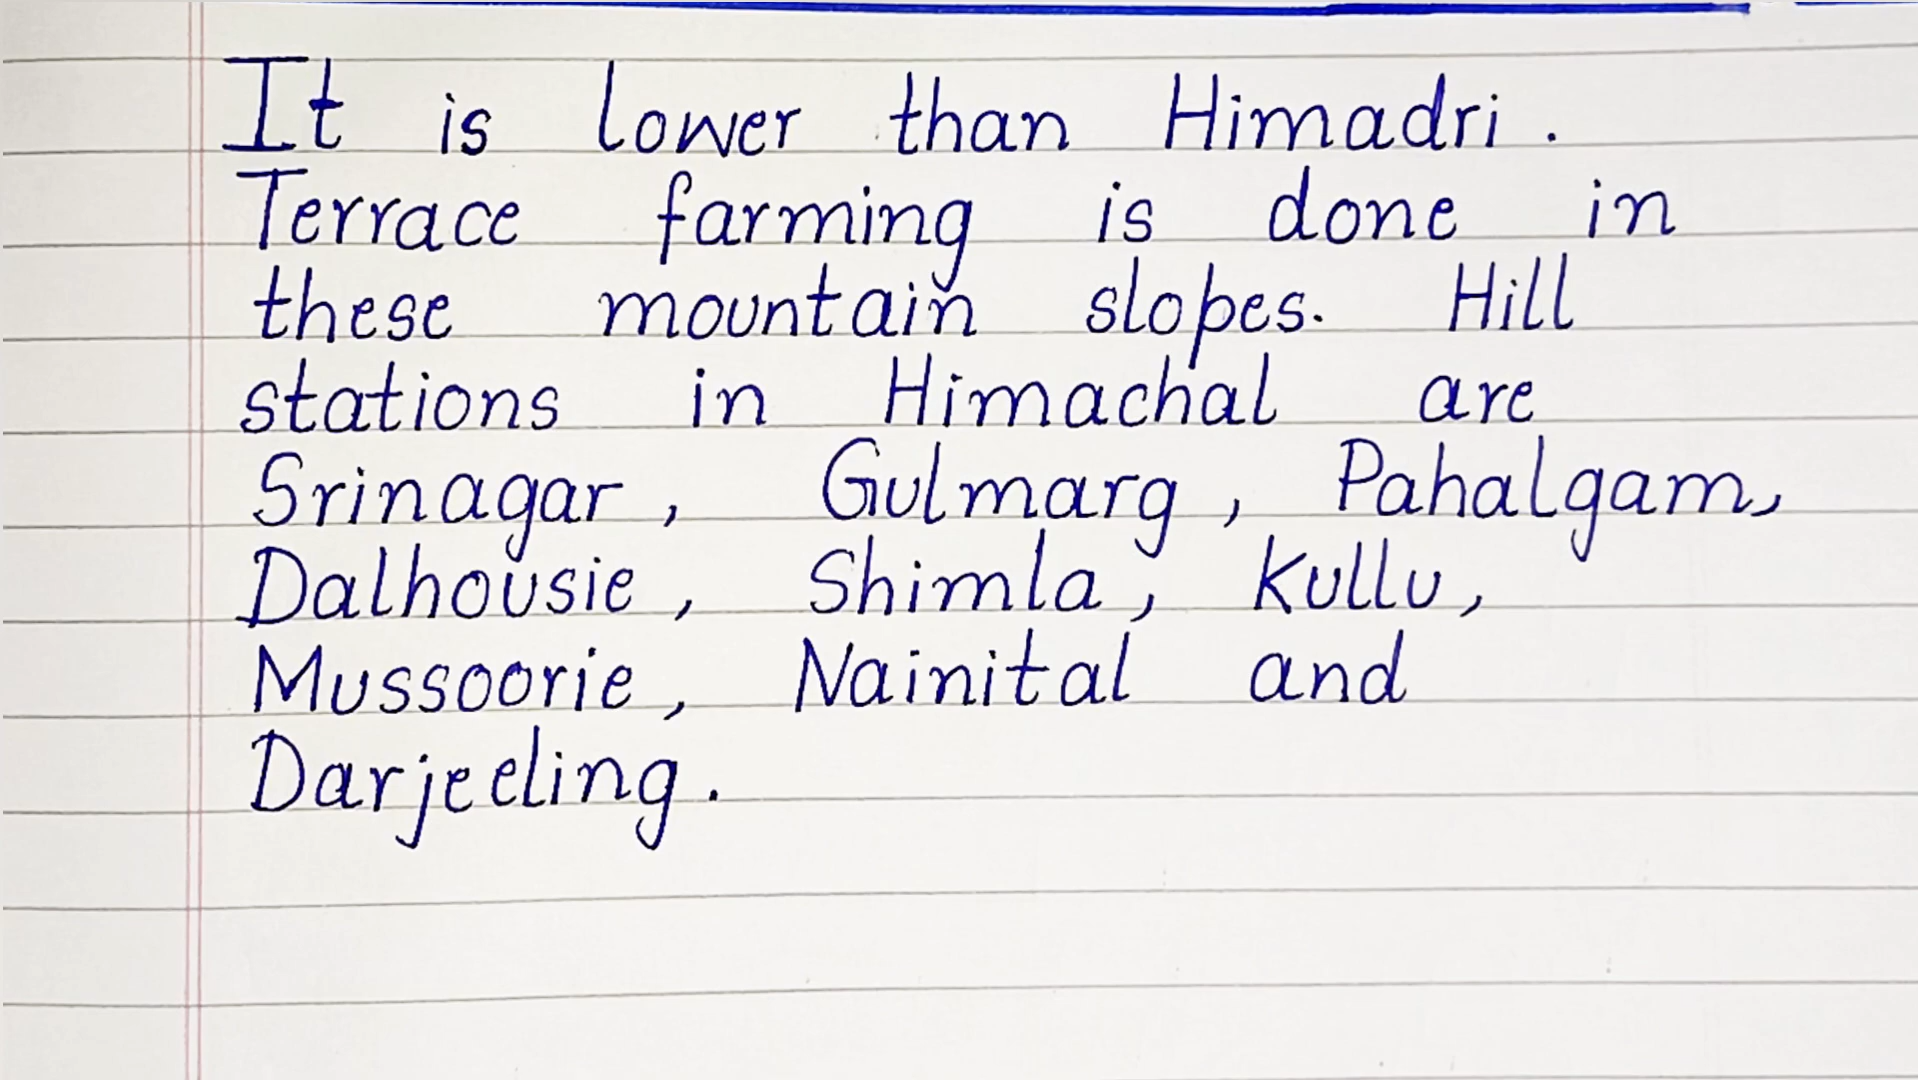 It is lower than Himadri.
Terrace farming is done in
these mountain slopes. Hill
stations in Himachal are
Srinagar, Gulmarg, Pahalgam,
Dalhousie, Shimla, Kullu,
Mussoorie, Nainital and
Darjeeling.